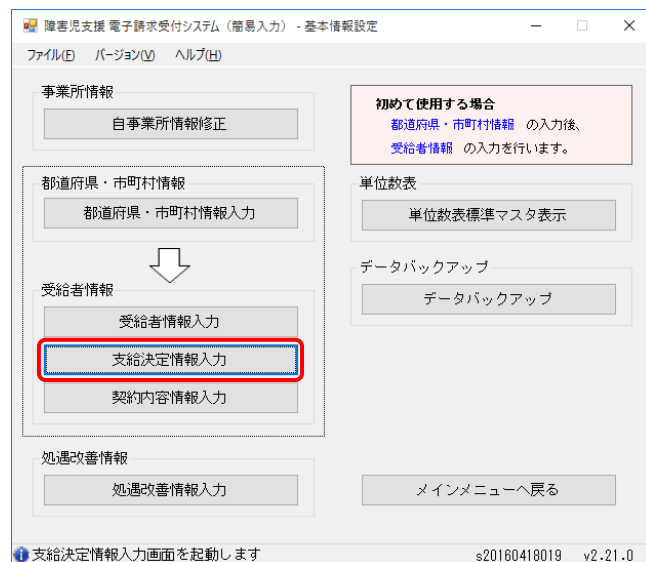 障害児支援 電子請求受付システム（簡易入力） - 基本情報設定
ファイル(F) バージョン(V) ヘルプ(H)
事業所情報
自事業所情報修正
初めて使用する場合
都道府県・市町村情報 の入力後、
受給者情報 の入力を行います。
都道府県・市町村情報
都道府県・市町村情報入力
単位数表
単位数表標準マスタ表示
データバックアップ
データバックアップ
受給者情報
受給者情報入力
支給決定情報入力
契約内容情報入力
処遇改善情報
処遇改善情報入力
メインメニューへ戻る
支給決定情報入力画面を起動します
s20160418019 v2.21.0